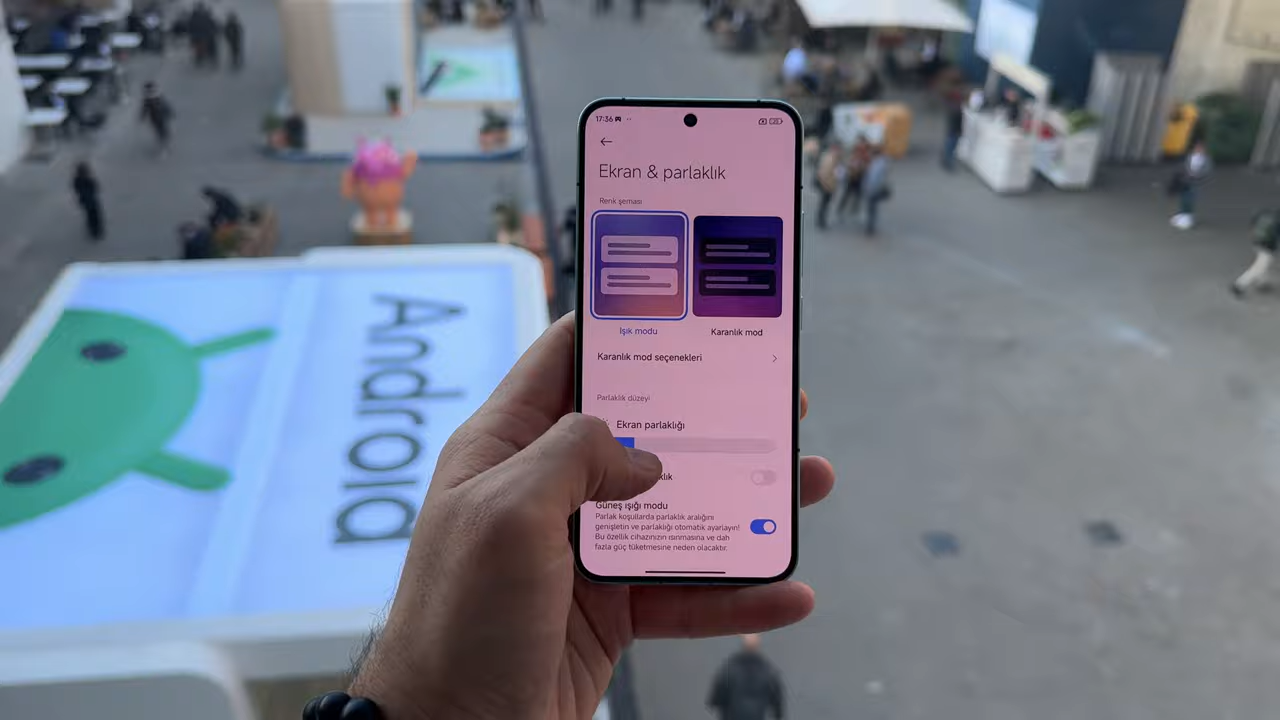 17:36
Ekran & parlaklık
Renk şeması
Işık modu
Karanlık mod
Karanlık mod seçenekleri
Parlaklık düzeyi
Ekran parlaklığı
lık
Güneş ışığı modu
Parlak koşullarda parlaklık aralığını
genişletin ve parlaklığı otomatik ayarlayın!
Bu özellik cihazınızın ısınmasına ve dah
fazla güç tüketmesine neden olacaktır.
Android